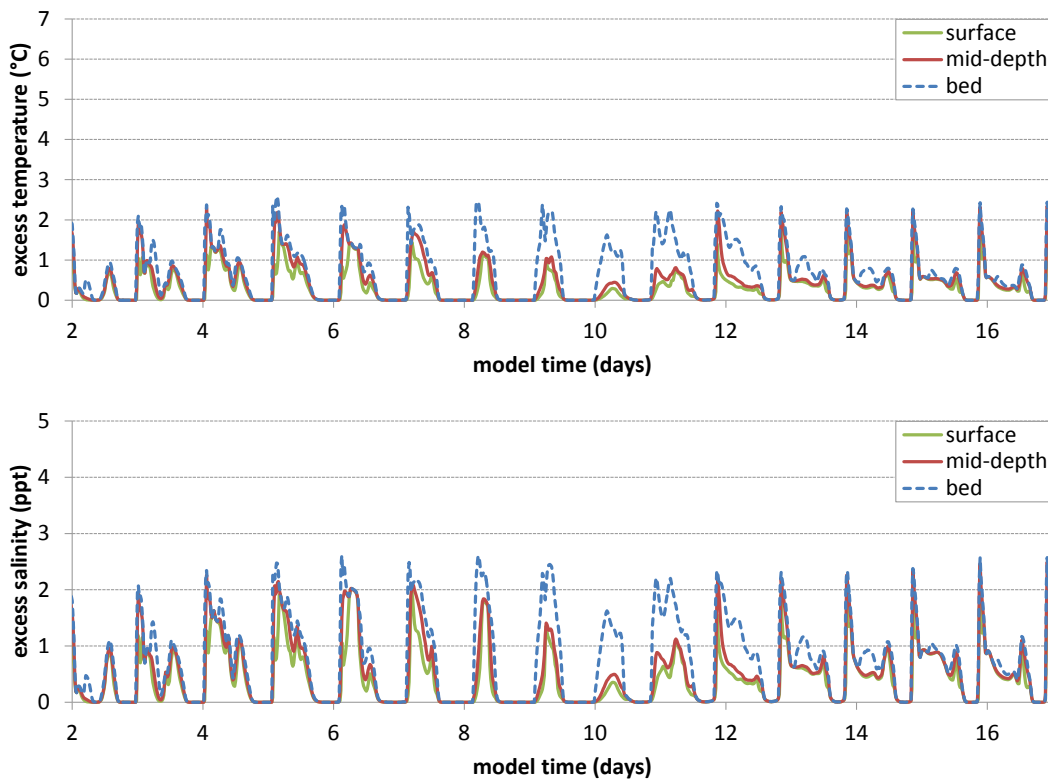 7
6
5
4
3
2
1
0
excess temperature (°C)
surface
mid-depth
bed
2 4 6 8 10 12 14 16
model time (days)
5
4
3
2
1
0
excess salinity (ppt)
surface
mid-depth
bed
2 4 6 8 10 12 14 16
model time (days)